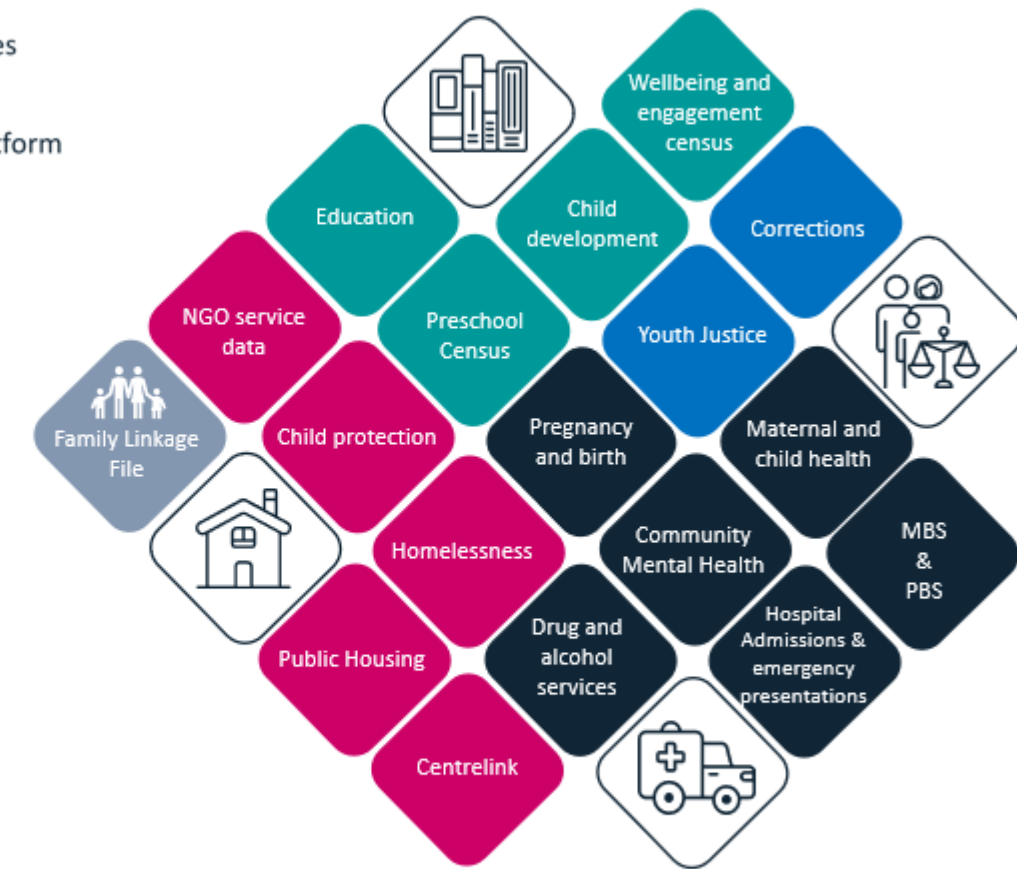 es
tform
Wellbeing and
engagement
census
Education
Child
development
Corrections
NGO service
data
Preschool
Census
Youth Justice
Family Linkage
File
Child protection
Pregnancy
and birth
Maternal and
child health
Homelessness
Community
Mental Health
MBS
&
PBS
Public Housing
Drug and
alcohol
services
Hospital
Admissions &
emergency
presentations
Centrelink